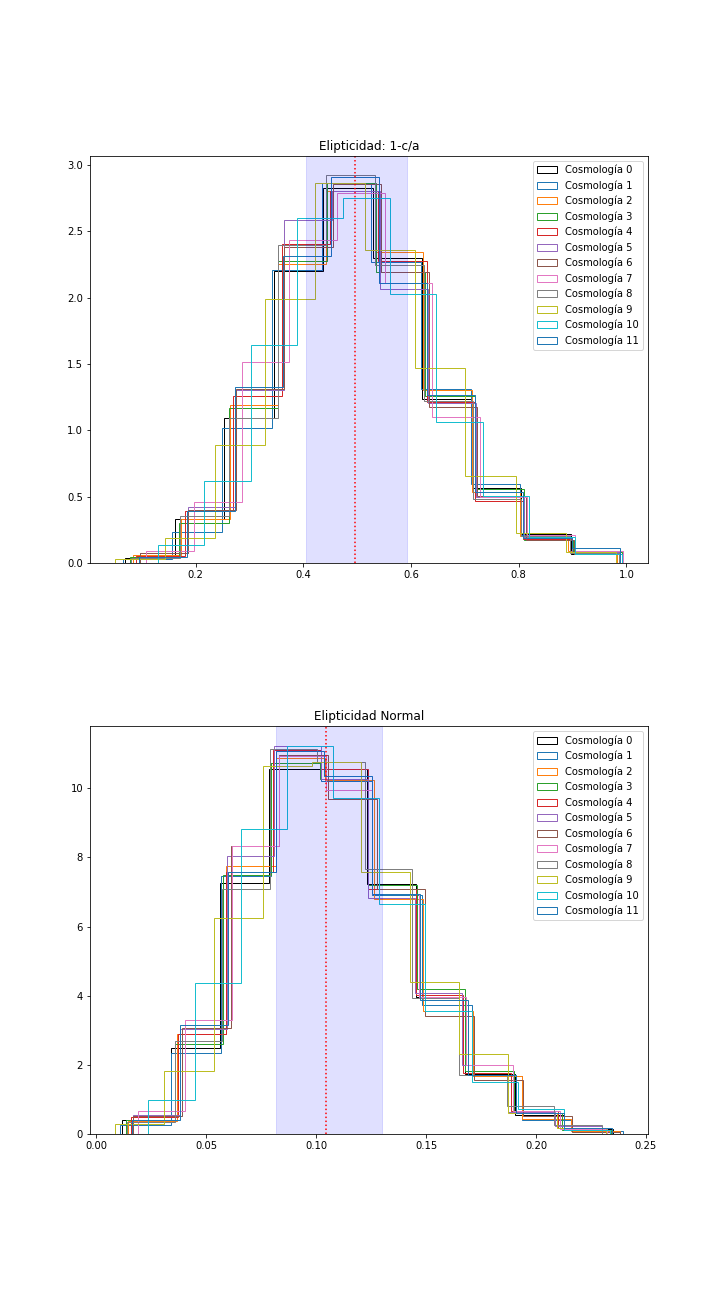 Elipticidad: 1-c/a
3.0
2.5
2.0
1.5
1.0
0.5
0.0
0.2 0.4 0.6 0.8 1.0
Cosmología 0
Cosmología 1
Cosmología 2
Cosmología 3
Cosmología 4
Cosmología 5
Cosmología 6
Cosmología 7
Cosmología 8
Cosmología 9
Cosmología 10
Cosmología 11
Elipticidad Normal
10
8
6
4
2
0
0.00 0.05 0.10 0.15 0.20 0.25
Cosmología 0
Cosmología 1
Cosmología 2
Cosmología 3
Cosmología 4
Cosmología 5
Cosmología 6
Cosmología 7
Cosmología 8
Cosmología 9
Cosmología 10
Cosmología 11